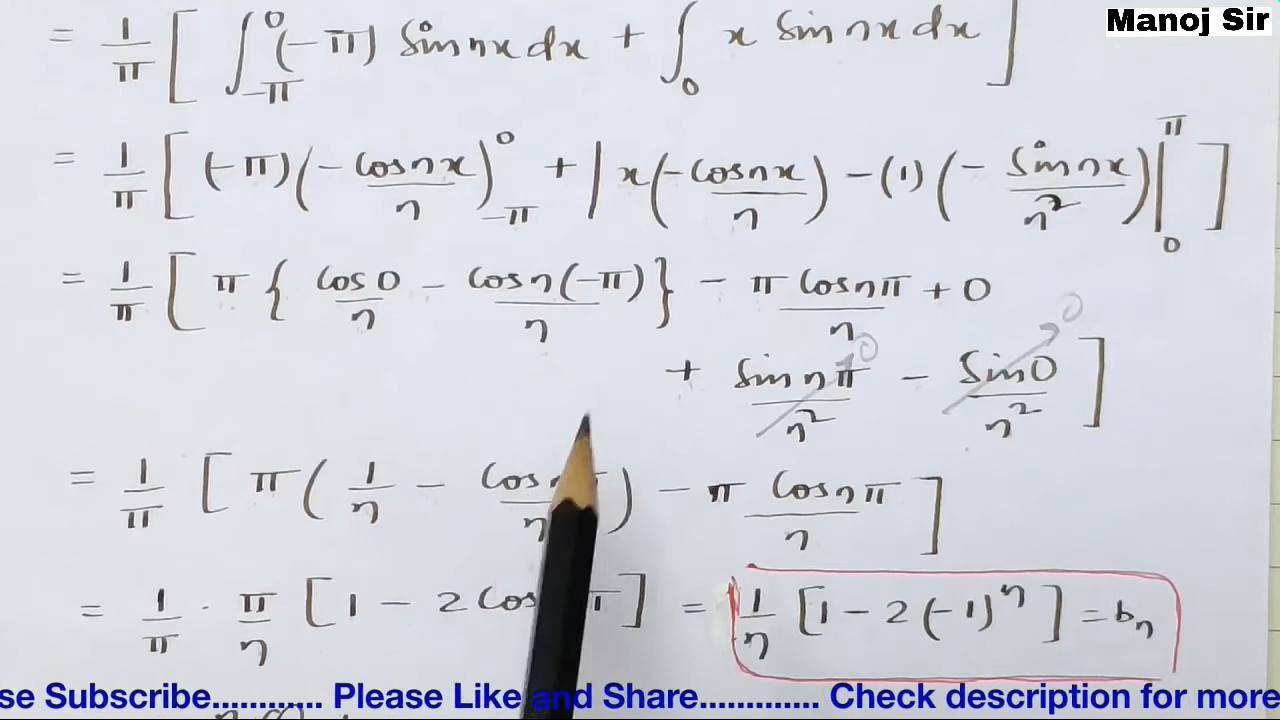 Manoj Sir
= 1/π [ ∫_{-π}^{0} (-π) sin nx dx + ∫_{0} x sin nx dx ]
= 1/π [ (-π) ( -cos nx / n )_{-π}^{0} + | x ( -cos nx / n ) - (1) ( - sin nx / n² ) |_{0}^{π} ]
= 1/π [ π { cos 0 / n - cos n(-π) / n } - π cos nπ / n + 0
+ sin nπ / n² 0 - sin 0 / n² 0 ]
= 1/π [ π ( 1/n - / n ) - π cos nπ / n ]
= 1/π · π/n [ 1 - 2 ] = 1/n [ 1 - 2 (-1)^n ] = b_n
se Subscribe............ Please Like and Share............. Check description for more